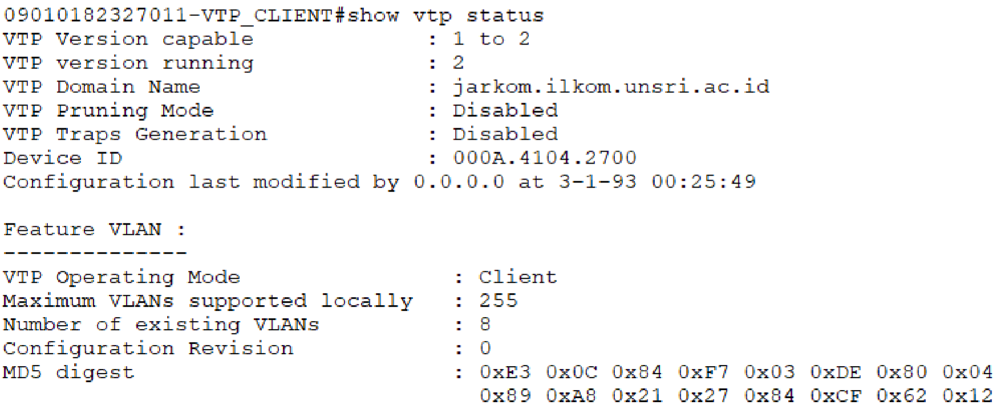 09010182327011-VTP_CLIENT#show vtp status
VTP Version capable : 1 to 2
VTP version running : 2
VTP Domain Name : jarkom.ilkom.unsri.ac.id
VTP Pruning Mode : Disabled
VTP Traps Generation : Disabled
Device ID : 000A.4104.2700
Configuration last modified by 0.0.0.0 at 3-1-93 00:25:49
Feature VLAN :
--------------
VTP Operating Mode : Client
Maximum VLANs supported locally : 255
Number of existing VLANs : 8
Configuration Revision : 0
MD5 digest : 0xE3 0x0C 0x84 0xF7 0x03 0xDE 0x80 0x04
0x89 0xA8 0x21 0x27 0x84 0xCF 0x62 0x12